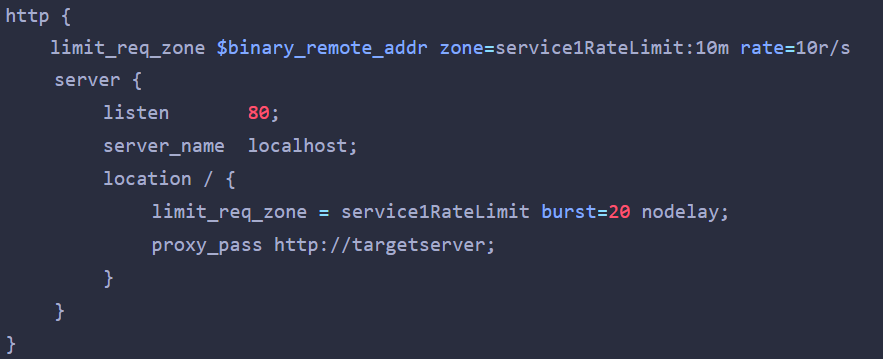 http {
    limit_req_zone $binary_remote_addr zone=service1RateLimit:10m rate=10r/s
    server {
        listen       80;
        server_name  localhost;
        location / {
            limit_req_zone = service1RateLimit burst=20 nodelay;
            proxy_pass http://targetserver;
        }
    }
}